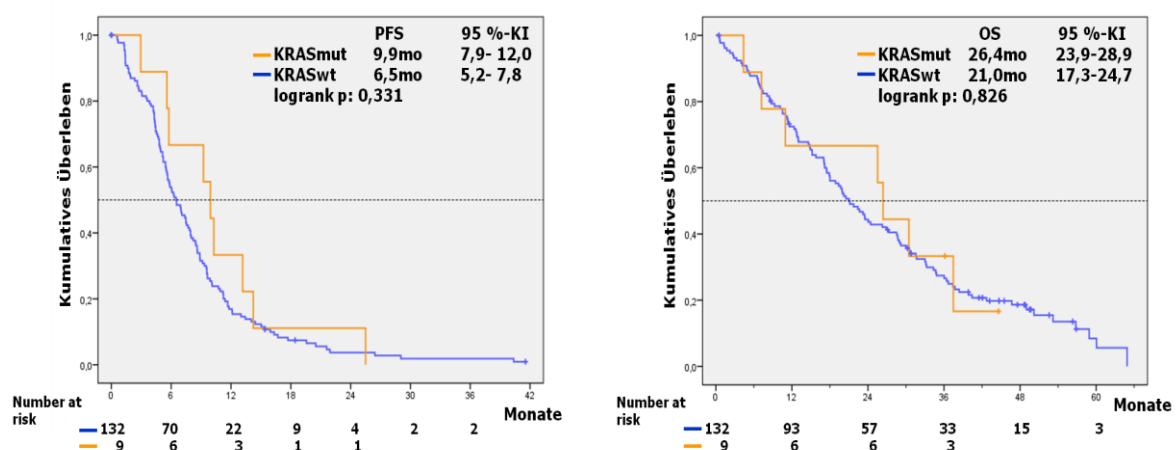 PFS 95 %-KI
KRASmut 9,9mo 7,9- 12,0
KRASwt 6,5mo 5,2- 7,8
logrank p: 0,331
Kumulatives Überleben
1,0
0,8
0,6
0,4
0,2
0,0
0 6 12 18 24 30 36 42
Monate
Number at
risk
132 70 22 9 4 2 2
9 6 3 1 1
OS 95 %-KI
KRASmut 26,4mo 23,9-28,9
KRASwt 21,0mo 17,3-24,7
logrank p: 0,826
Kumulatives Überleben
1,0
0,8
0,6
0,4
0,2
0,0
0 12 24 36 48 60
Monate
Number at
risk
132 93 57 33 15 3
9 6 6 3